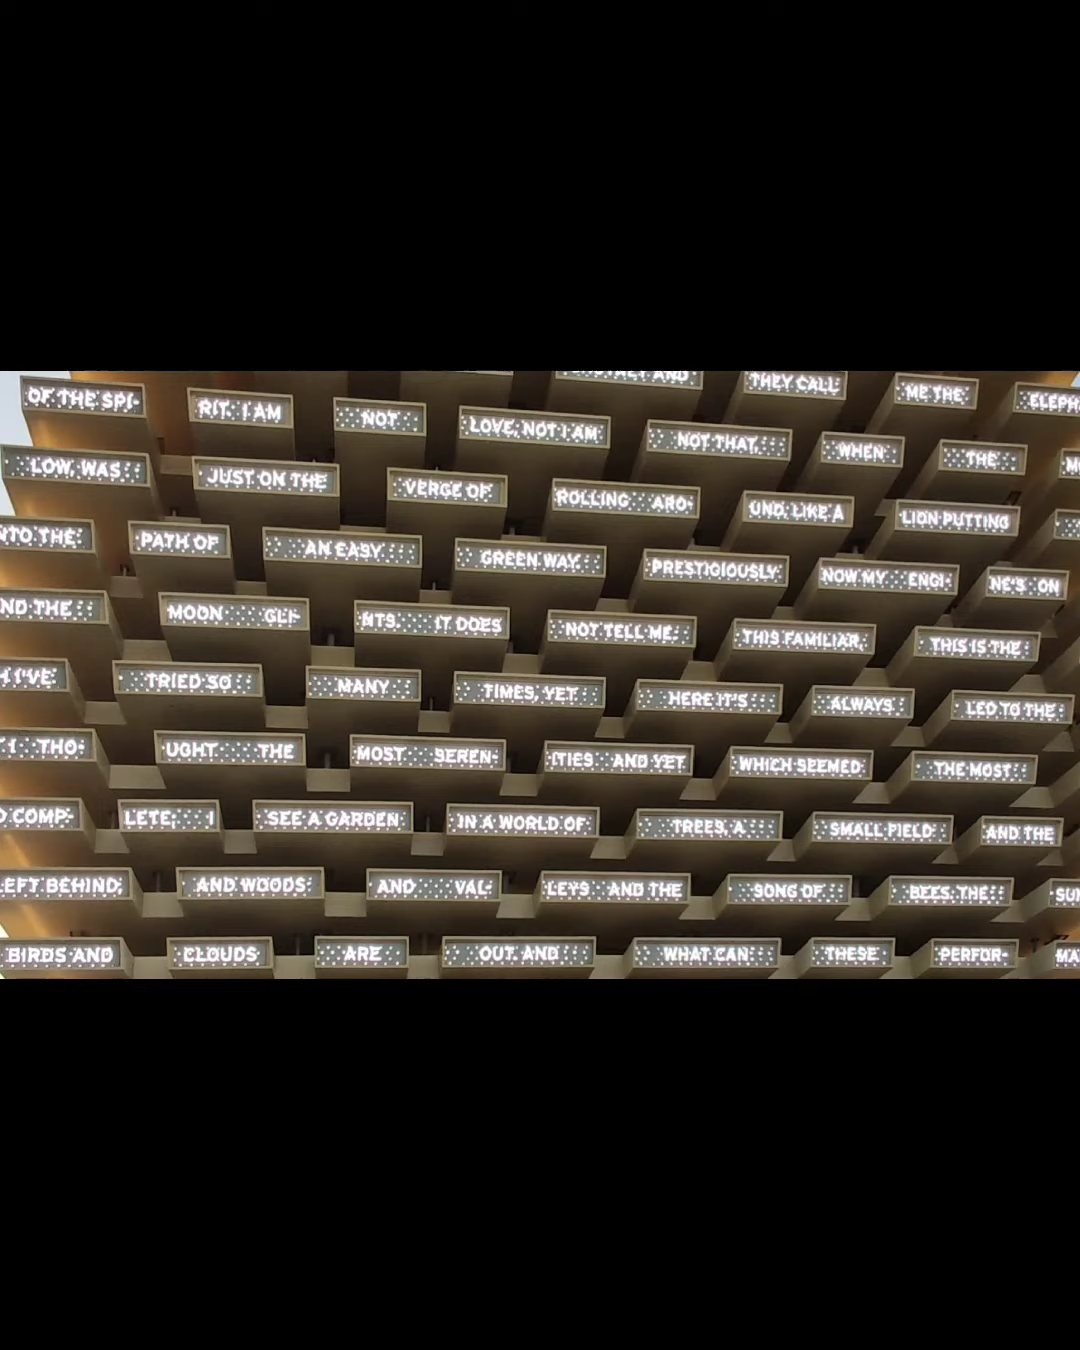 THEY CALL ME THE
OF THE SPI- RIT. I AM NOT LOVE, NOT I AM NOT THAT, WHEN THE
LOW, WAS JUST ON THE VERGE OF ROLLING ARO- UND, LIKE A LION PUTTING
THE PATH OF AN EASY GREEN WAY. PRESTIGIOUSLY NOW MY ENGI- NE'S ON
THE MOON GLI- NTS. IT DOES NOT TELL ME, THIS FAMILIAR, THIS IS THE
I'VE TRIED SO MANY TIMES, YET HERE IT'S ALWAYS LED TO THE
I THO- UGHT THE MOST SEREN- ITIES AND YET WHICH SEEMED THE MOST
COMP- LETE; I SEE A GARDEN IN A WORLD OF TREES, A SMALL FIELD AND THE
BEHIND, AND WOODS AND VAL- LEYS AND THE SONG OF BEES. THE
BIRDS AND CLOUDS ARE OUT AND WHAT CAN THESE PERFOR-